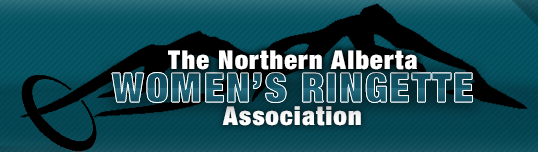 The Northern Alberta
WOMEN'S RINGETTE
Association